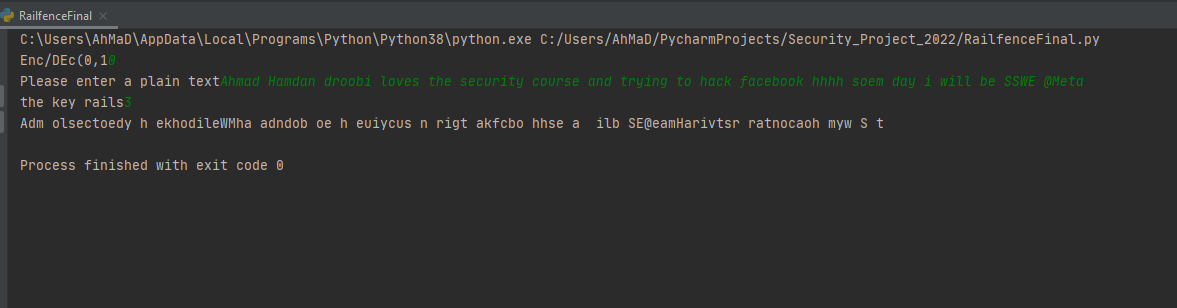 RailfenceFinal
C:\Users\AhMaD\AppData\Local\Programs\Python\Python38\python.exe C:/Users/AhMaD/PycharmProjects/Security_Project_2022/RailfenceFinal.py
Enc/DEc(0,10
Please enter a plain textAhmad Hamdan droobi loves the security course and trying to hack facebook hhhh soem day i will be SSWE @Meta
the key rails3
Adm olsectoedy h ekhodileWMha adndob oe h euiycus n rigt akfcbo hhse a  ilb SE@eamHarivtsr ratnocaoh myw S t
Process finished with exit code 0